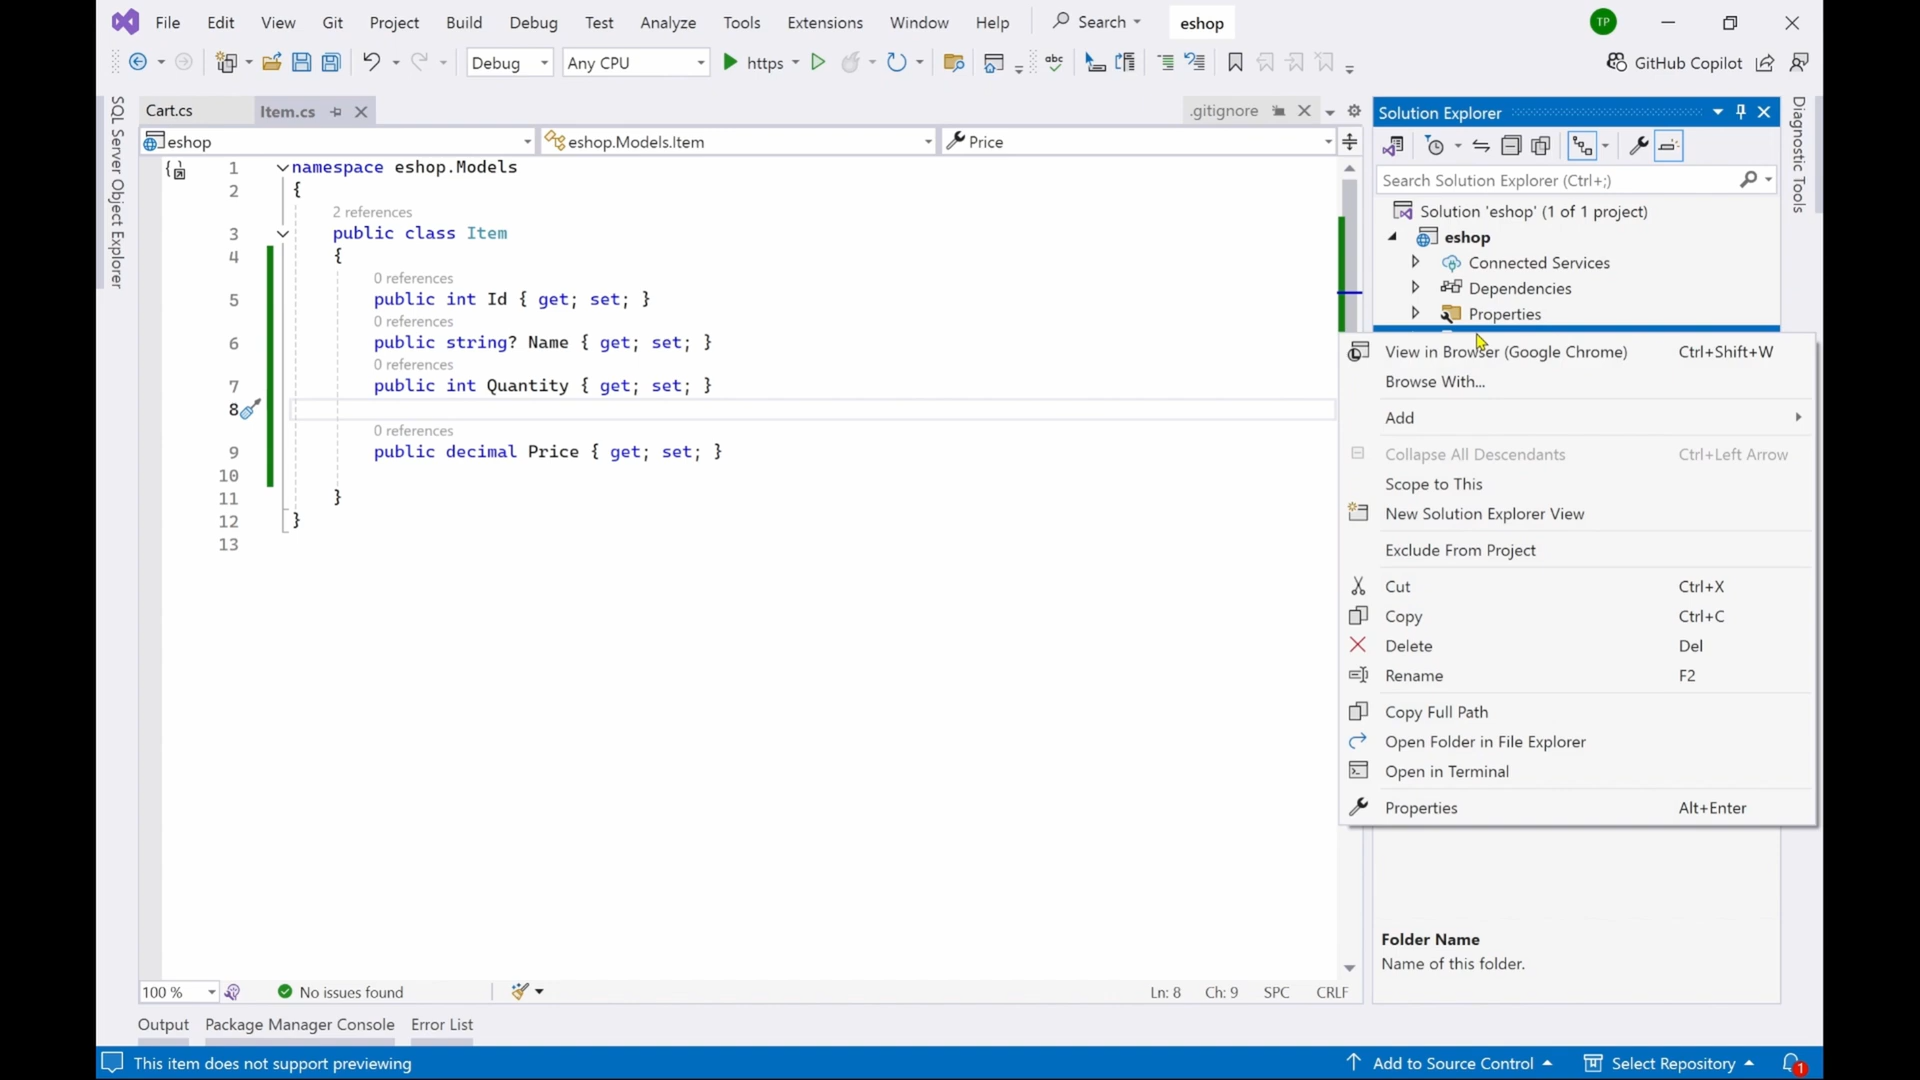 File Edit View Git Project Build Debug Test Analyze Tools Extensions Window Help Search eshop TP
Debug Any CPU https abc GitHub Copilot
SQL Server Object Explorer
Cart.cs Item.cs .gitignore
eshop eshop.Models.Item Price
1 namespace eshop.Models
2 {
2 references
3 public class Item
4 {
0 references
5 public int Id { get; set; }
0 references
6 public string? Name { get; set; }
0 references
7 public int Quantity { get; set; }
8
0 references
9 public decimal Price { get; set; }
10
11 }
12 }
13
Solution Explorer
Search Solution Explorer (Ctrl+;)
Solution 'eshop' (1 of 1 project)
eshop
Connected Services
Dependencies
Properties
View in Browser (Google Chrome) Ctrl+Shift+W
Browse With...
Add
Collapse All Descendants Ctrl+Left Arrow
Scope to This
New Solution Explorer View
Exclude From Project
Cut Ctrl+X
Copy Ctrl+C
Delete Del
Rename F2
Copy Full Path
Open Folder in File Explorer
Open in Terminal
Properties Alt+Enter
Folder Name
Name of this folder.
Diagnostic Tools
100 % No issues found Ln: 8 Ch: 9 SPC CRLF
Output Package Manager Console Error List
This item does not support previewing Add to Source Control Select Repository 1